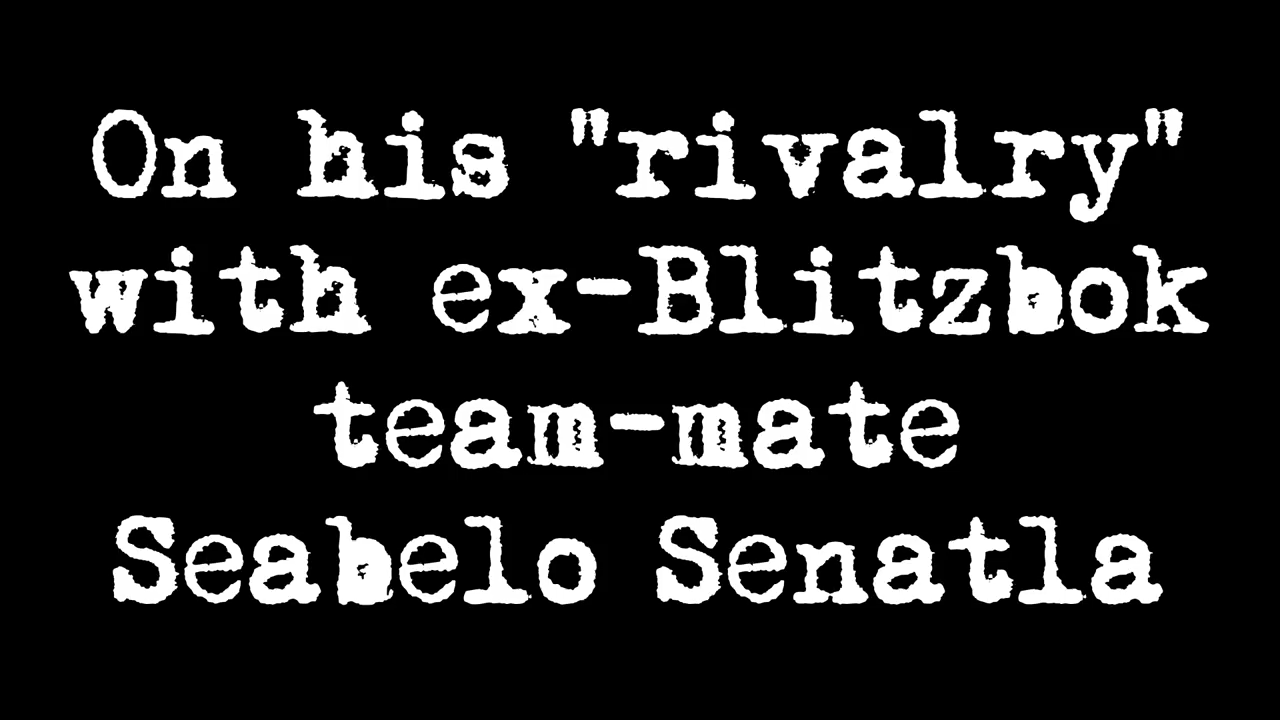 On his "rivalry"
with ex-Blitzbok
team-mate
Seabelo Senatla